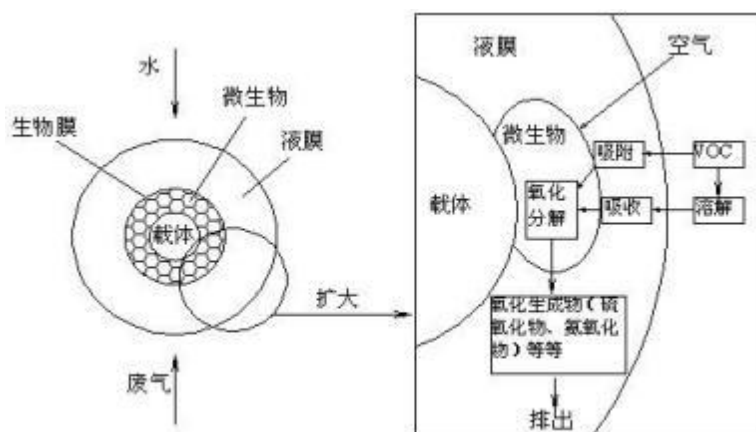 水
微生物
生物膜
液膜
载体
扩大
废气
液膜
空气
微生物
吸附
VOC
载体
氧化
分解
吸收
溶解
氧化生成物(硫
氧化物、氮氧化
物)等等
排出